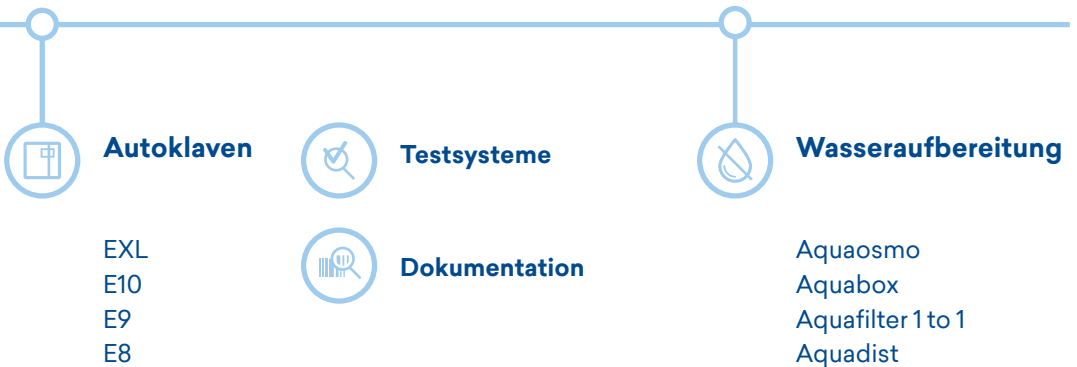 Autoklaven
EXL
E10
E9
E8
Testsysteme
Dokumentation
Wasseraufbereitung
Aquaosmo
Aquabox
Aquafilter 1 to 1
Aquadist